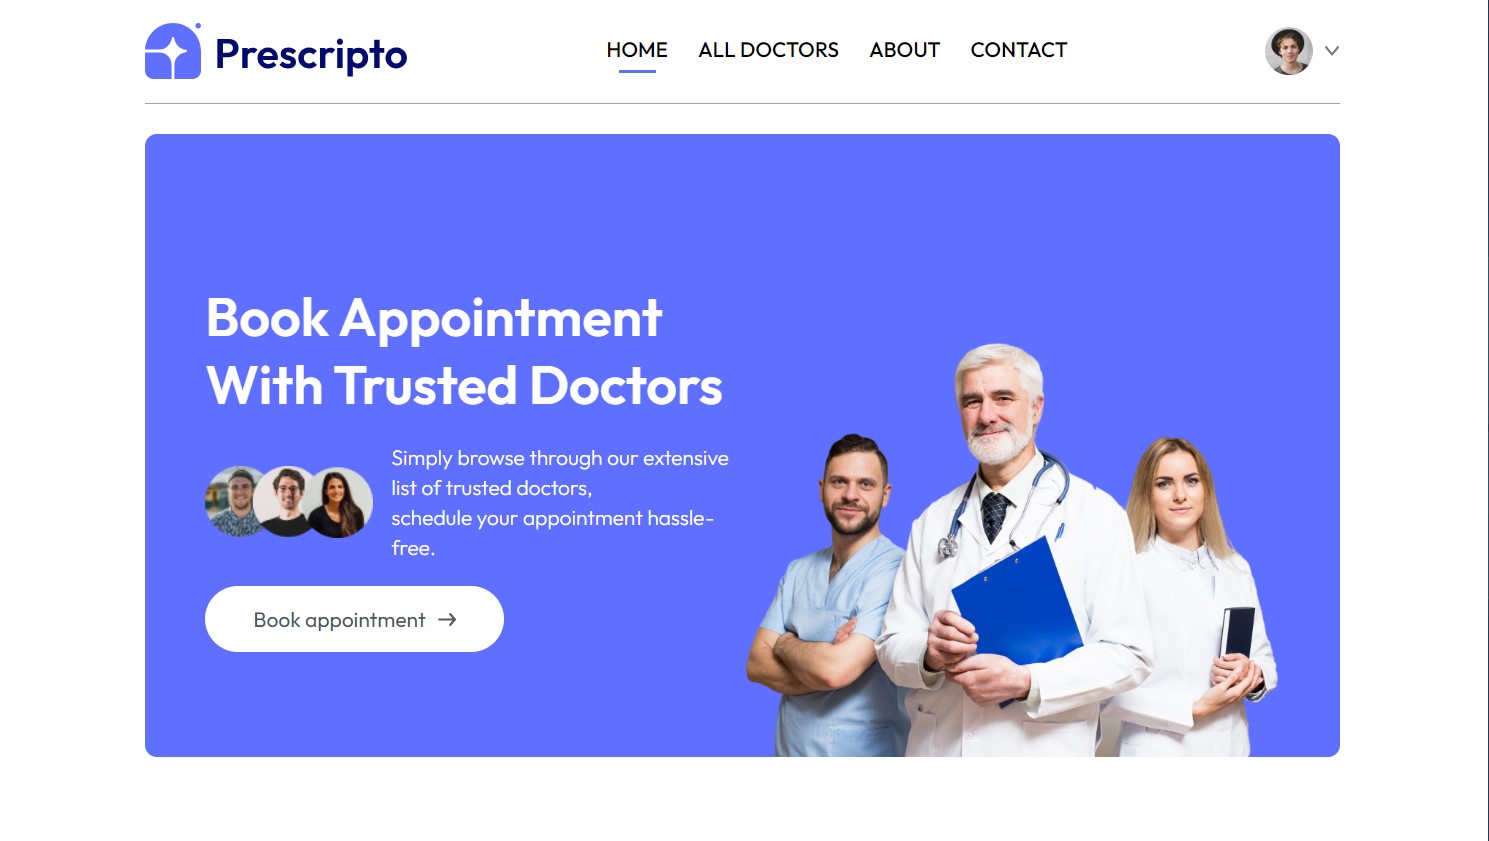 Prescripto
HOME ALL DOCTORS ABOUT CONTACT
Book Appointment
With Trusted Doctors
Simply browse through our extensive
list of trusted doctors,
schedule your appointment hassle-
free.
Book appointment →